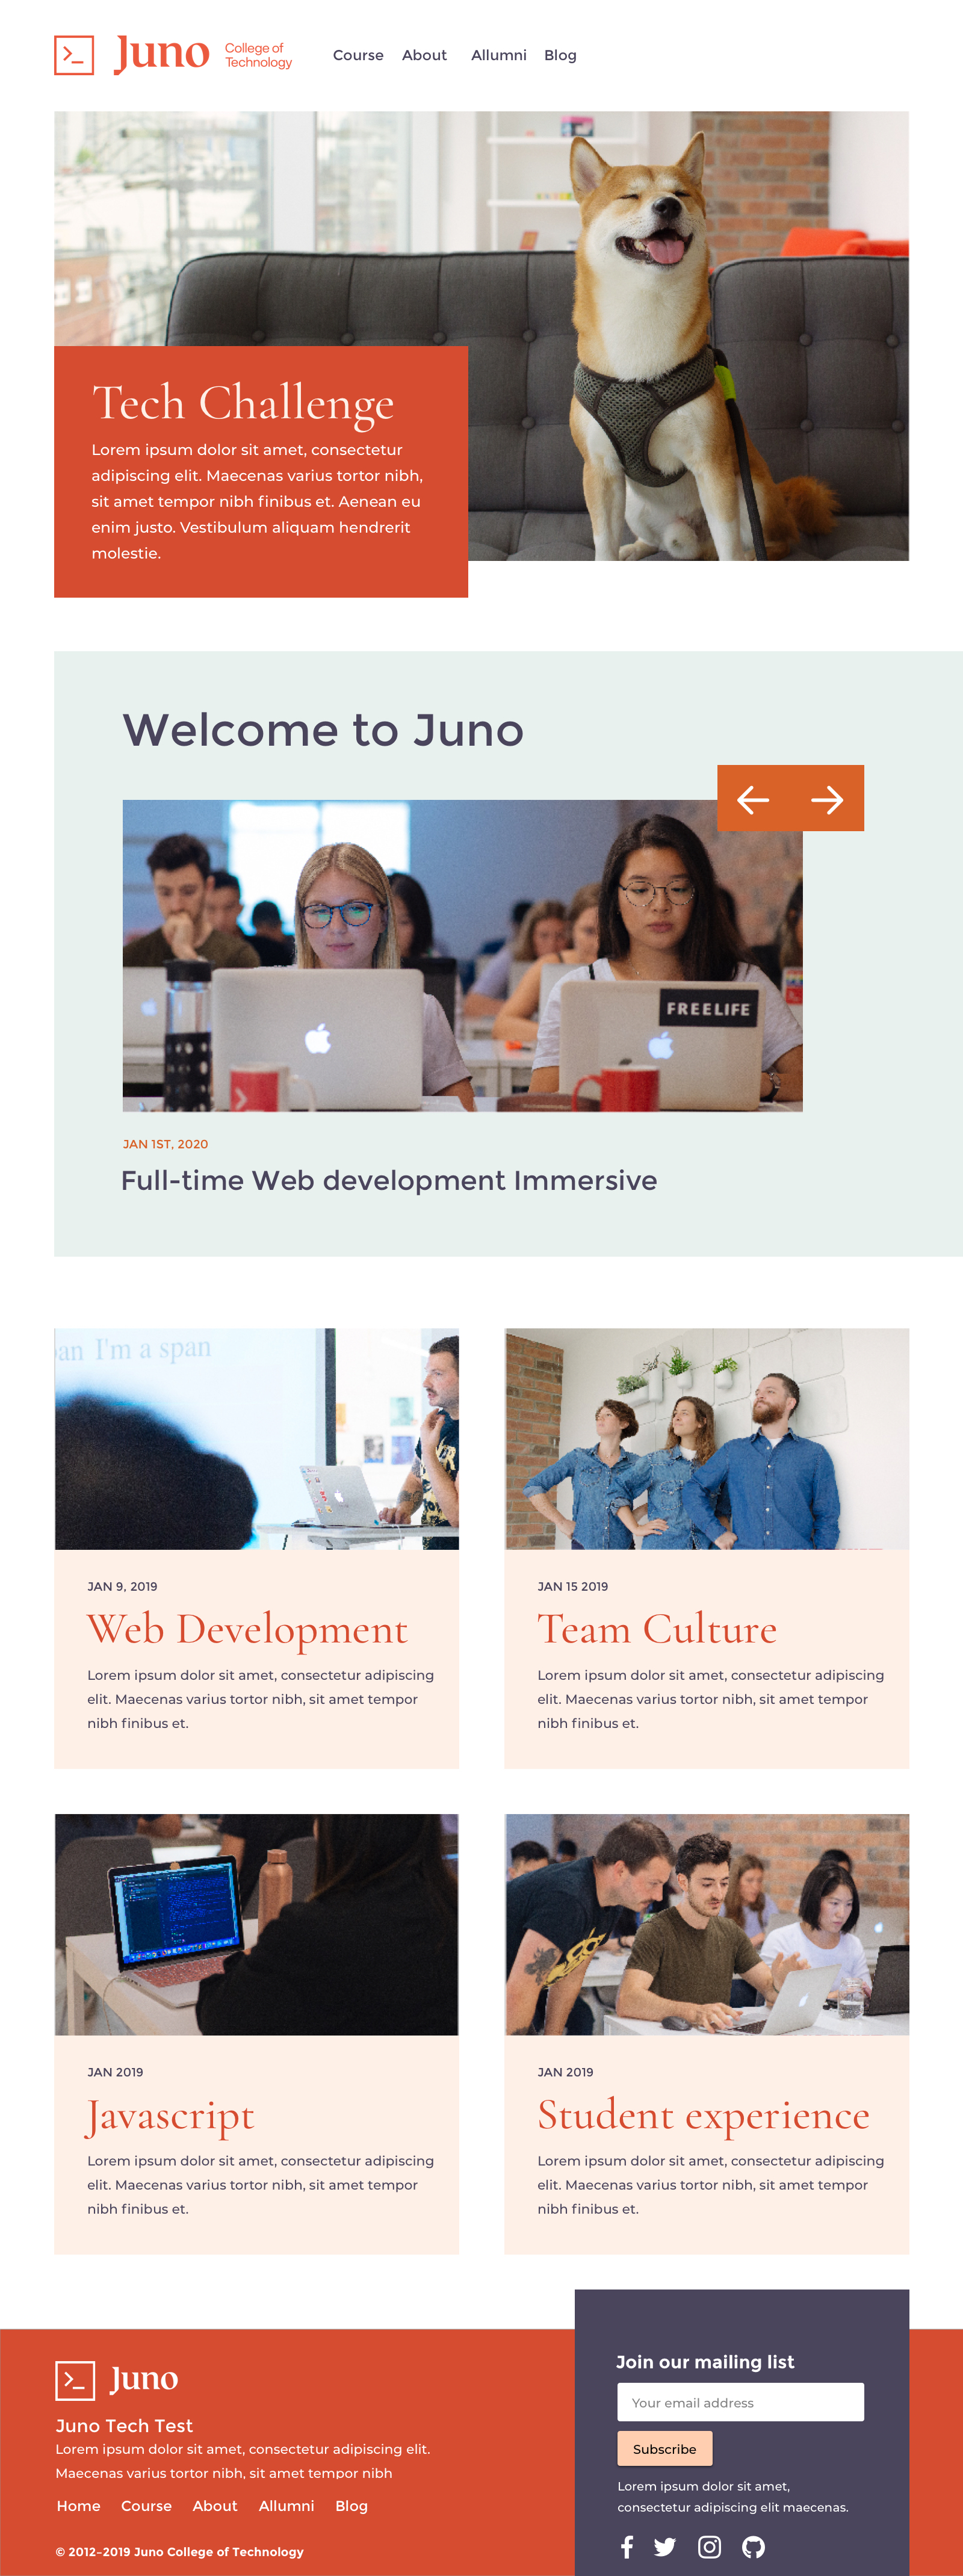 Juno
College of
Technology
Course About Allumni Blog
Tech Challenge
Lorem ipsum dolor sit amet, consectetur
adipiscing elit. Maecenas varius tortor nibh,
sit amet tempor nibh finibus et. Aenean eu
enim justo. Vestibulum aliquam hendrerit
molestie.
Welcome to Juno
FREELIFE
JAN 1ST, 2020
Full-time Web development Immersive
an I'm a span
JAN 9, 2019
Web Development
Lorem ipsum dolor sit amet, consectetur adipiscing
elit. Maecenas varius tortor nibh, sit amet tempor
nibh finibus et.
JAN 15 2019
Team Culture
Lorem ipsum dolor sit amet, consectetur adipiscing
elit. Maecenas varius tortor nibh, sit amet tempor
nibh finibus et.
JAN 2019
Javascript
Lorem ipsum dolor sit amet, consectetur adipiscing
elit. Maecenas varius tortor nibh, sit amet tempor
nibh finibus et.
JAN 2019
Student experience
Lorem ipsum dolor sit amet, consectetur adipiscing
elit. Maecenas varius tortor nibh, sit amet tempor
nibh finibus et.
Juno
Juno Tech Test
Lorem ipsum dolor sit amet, consectetur adipiscing elit.
Maecenas varius tortor nibh, sit amet tempor nibh
Home Course About Allumni Blog
© 2012-2019 Juno College of Technology
Join our mailing list
Your email address
Subscribe
Lorem ipsum dolor sit amet,
consectetur adipiscing elit maecenas.